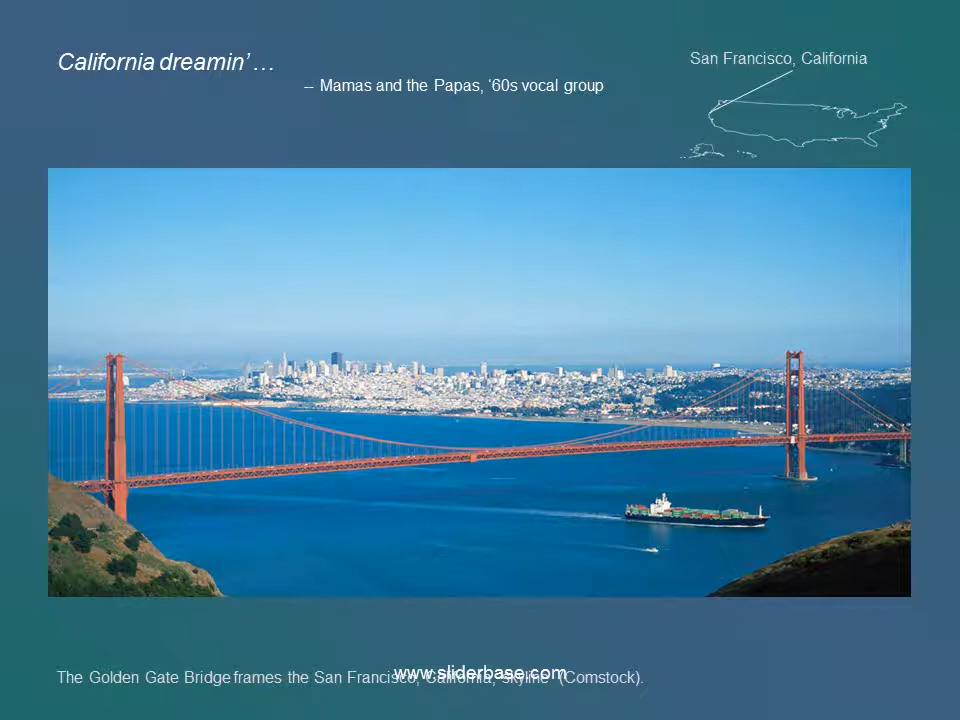 California dreamin’ …
-- Mamas and the Papas, ‘60s vocal group
San Francisco, California
www.sliderbase.com
The Golden Gate Bridge frames the San Francisco, California, skyline (Comstock).